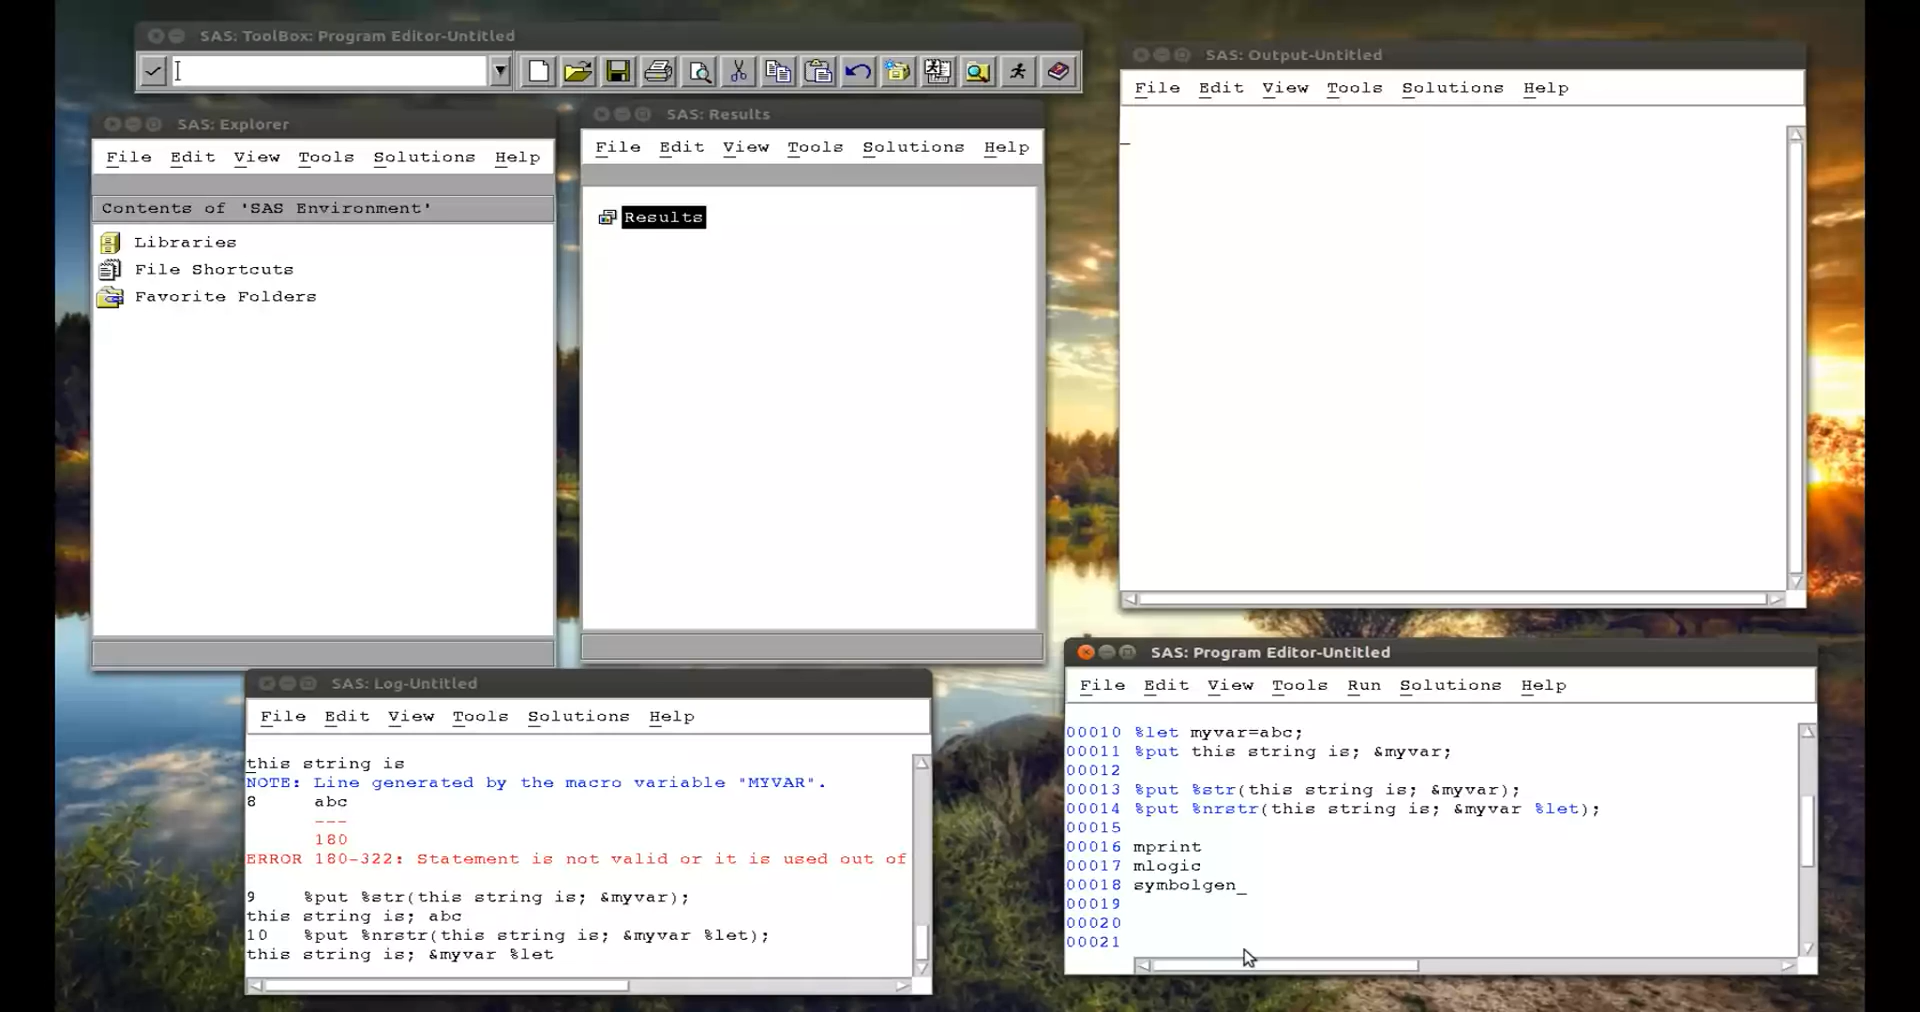 SAS: ToolBox: Program Editor-Untitled
SAS: Explorer
File Edit View Tools Solutions Help
Contents of 'SAS Environment'
Libraries
File Shortcuts
Favorite Folders
SAS: Results
File Edit View Tools Solutions Help
Results
SAS: Output-Untitled
File Edit View Tools Solutions Help
SAS: Log-Untitled
File Edit View Tools Solutions Help
this string is
NOTE: Line generated by the macro variable "MYVAR".
8 abc
---
180
ERROR 180-322: Statement is not valid or it is used out of
9 %put %str(this string is; &myvar);
this string is; abc
10 %put %nrstr(this string is; &myvar %let);
this string is; &myvar %let
SAS: Program Editor-Untitled
File Edit View Tools Run Solutions Help
00010 %let myvar=abc;
00011 %put this string is; &myvar;
00012
00013 %put %str(this string is; &myvar);
00014 %put %nrstr(this string is; &myvar %let);
00015
00016 mprint
00017 mlogic
00018 symbolgen_
00019
00020
00021